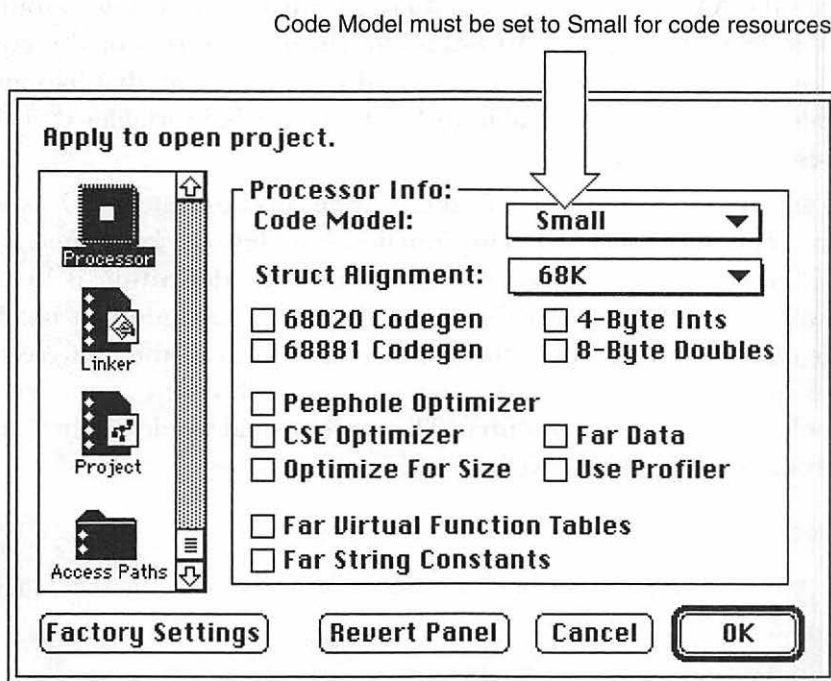 Code Model must be set to Small for code resources
Apply to open project.
Processor
Linker
Project
Access Paths
Processor Info:
Code Model: Small
Struct Alignment: 68K
68020 Codegen 4-Byte Ints
68881 Codegen 8-Byte Doubles
Peephole Optimizer
CSE Optimizer Far Data
Optimize For Size Use Profiler
Far Virtual Function Tables
Far String Constants
Factory Settings Revert Panel Cancel OK